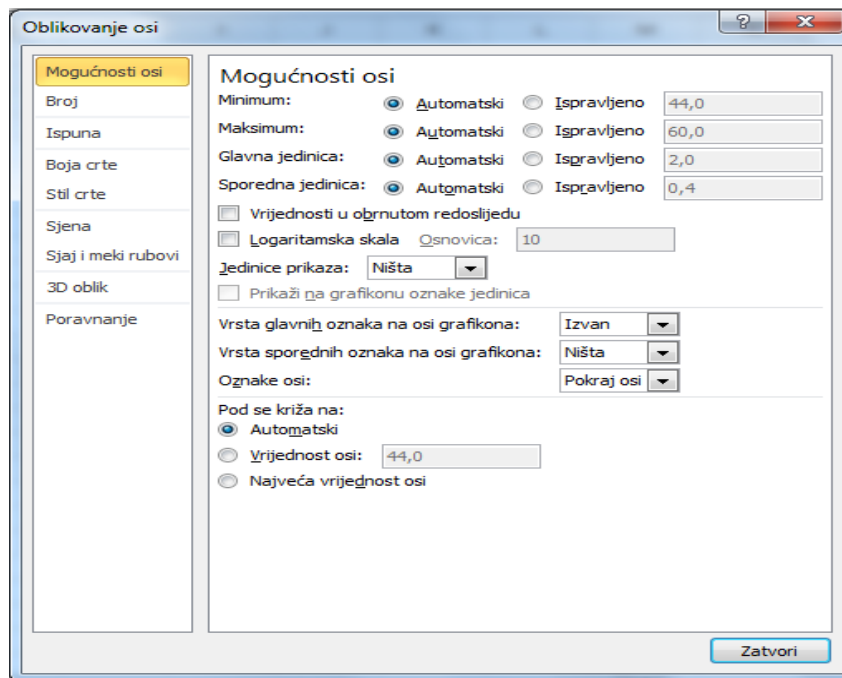 Oblikovanje osi
Mogućnosti osi
Broj
Ispuna
Boja crte
Stil crte
Sjena
Sjaj i meki rubovi
3D oblik
Poravnanje
Mogućnosti osi
Minimum: Automatski Ispravljeno 44,0
Maksimum: Automatski Ispravljeno 60,0
Glavna jedinica: Automatski Ispravljeno 2,0
Sporedna jedinica: Automatski Ispravljeno 0,4
Vrijednosti u obrnutom redoslijedu
Logaritamska skala Osnovica: 10
Jedinice prikaza: Ništa
Prikaži na grafikonu oznake jedinica
Vrsta glavnih oznaka na osi grafikona: Izvan
Vrsta sporednih oznaka na osi grafikona: Ništa
Oznake osi: Pokraj osi
Pod se križa na:
Automatski
Vrijednost osi: 44,0
Najveća vrijednost osi
Zatvori